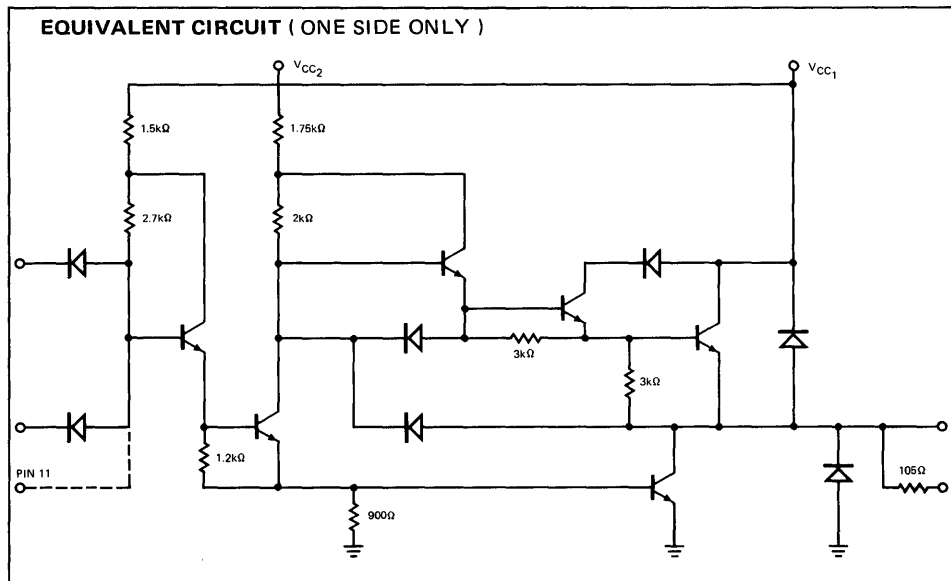 EQUIVALENT CIRCUIT ( ONE SIDE ONLY )
VCC2
VCC1
1.5kΩ
1.75kΩ
2.7kΩ
2kΩ
3kΩ
3kΩ
1.2kΩ
PIN 11
105Ω
900Ω